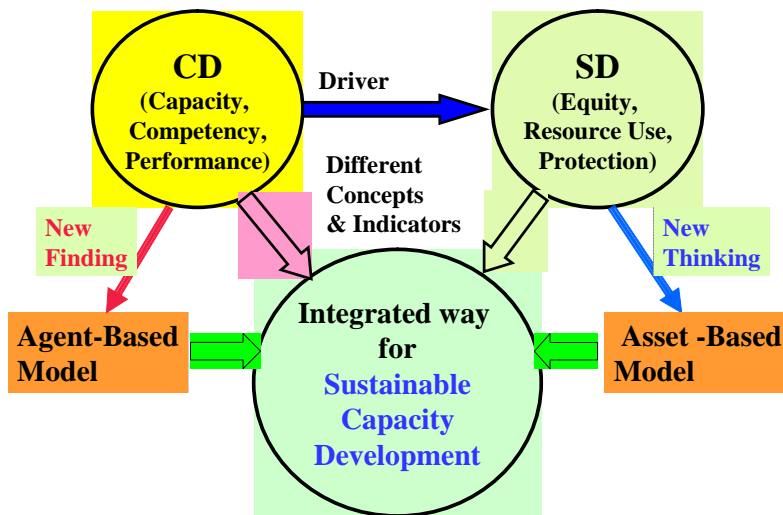 CD
(Capacity,
Competency,
Performance)
Driver
SD
(Equity,
Resource Use,
Protection)
Different
Concepts
& Indicators
New
Finding
New
Thinking
Agent-Based
Model
Integrated way
for
Sustainable
Capacity
Development
Asset -Based
Model